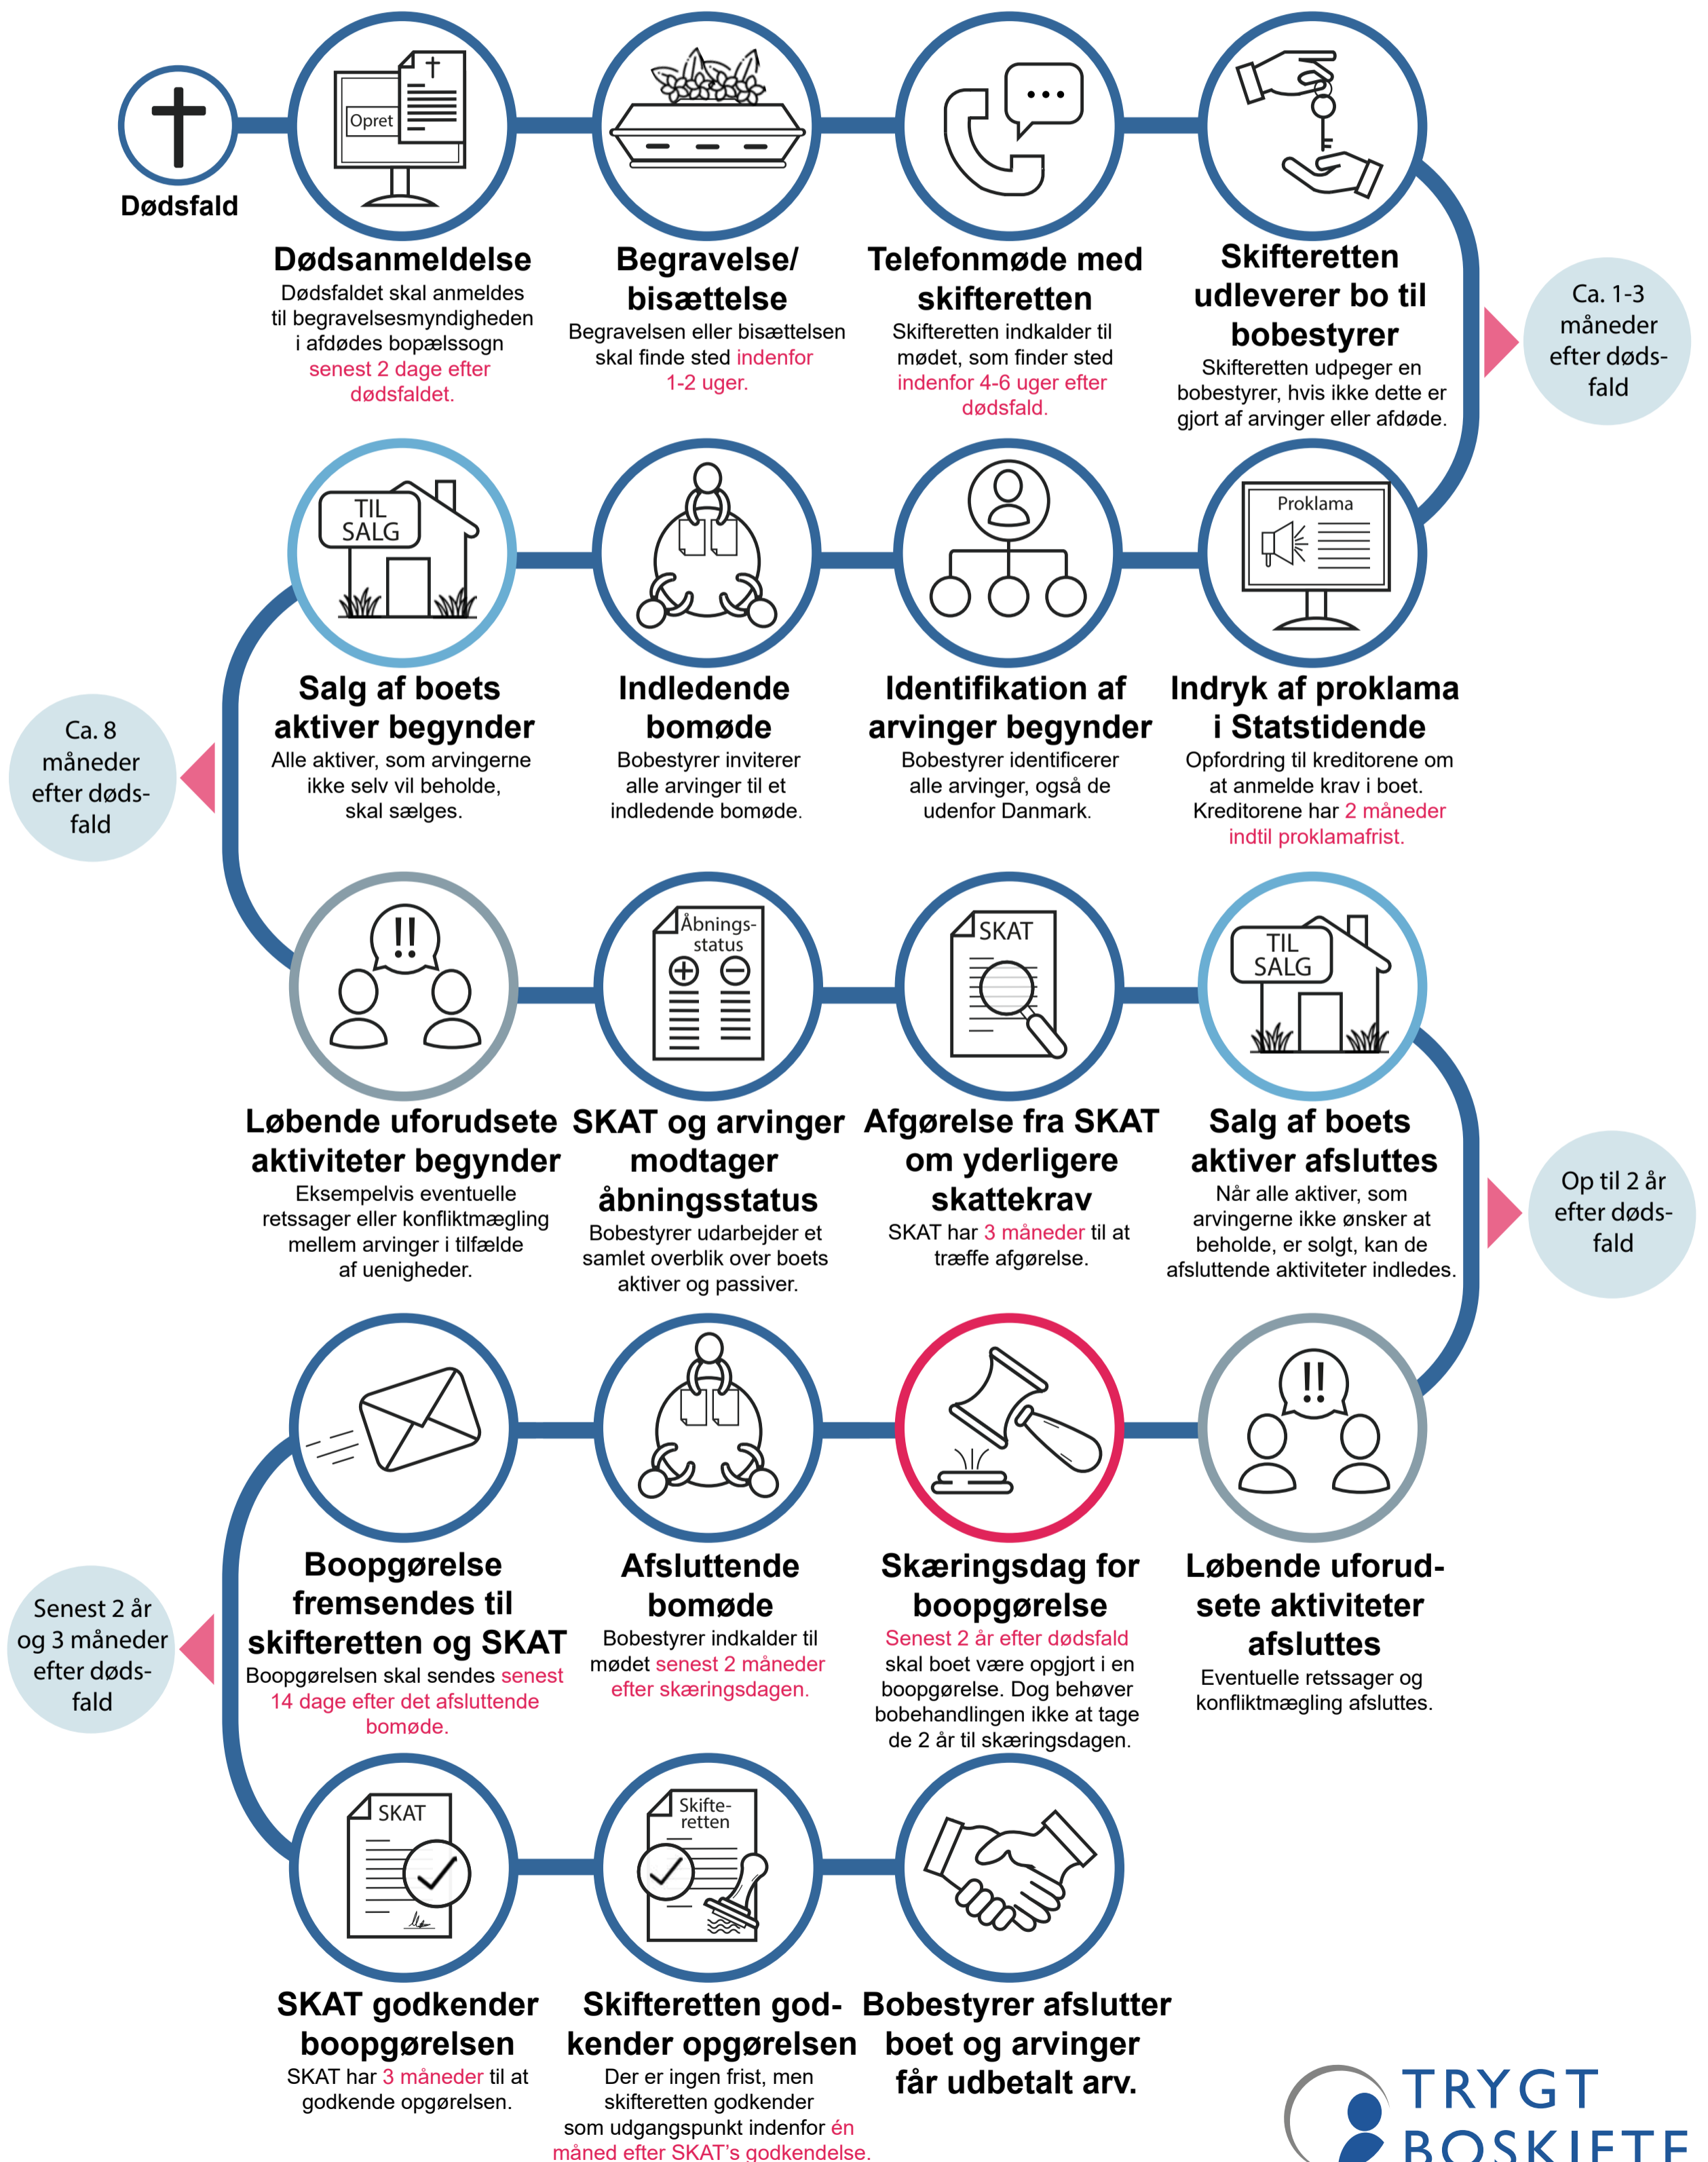 Dødsfald
Opret
Dødsanmeldelse
Dødsfaldet skal anmeldes
til begravelsesmyndigheden
i afdødes bopælssogn
senest 2 dage efter
dødsfaldet.
Begravelse/
bisættelse
Begravelsen eller bisættelsen
skal finde sted indenfor
1-2 uger.
Telefonmøde med
skifteretten
Skifteretten indkalder til
mødet, som finder sted
indenfor 4-6 uger efter
dødsfald.
Skifteretten
udleverer bo til
bobestyrer
Skifteretten udpeger en
bobestyrer, hvis ikke dette er
gjort af arvinger eller afdøde.
Ca. 1-3
måneder
efter døds-
fald
Proklama
Indryk af proklama
i Statstidende
Opfordring til kreditorene om
at anmelde krav i boet.
Kreditorene har 2 måneder
indtil proklamafrist.
Identifikation af
arvinger begynder
Bobestyrer identificerer
alle arvinger, også de
udenfor Danmark.
Indledende
bomøde
Bobestyrer inviterer
alle arvinger til et
indledende bomøde.
TIL
SALG
Salg af boets
aktiver begynder
Alle aktiver, som arvingerne
ikke selv vil beholde,
skal sælges.
Ca. 8
måneder
efter døds-
fald
!!
Løbende uforudsete
aktiviteter begynder
Eksempelvis eventuelle
retssager eller konfliktmægling
mellem arvinger i tilfælde
af uenigheder.
Åbnings-
status
SKAT og arvinger
modtager
åbningsstatus
Bobestyrer udarbejder et
samlet overblik over boets
aktiver og passiver.
SKAT
Afgørelse fra SKAT
om yderligere
skattekrav
SKAT har 3 måneder til at
træffe afgørelse.
TIL
SALG
Salg af boets
aktiver afsluttes
Når alle aktiver, som
arvingerne ikke ønsker at
beholde, er solgt, kan de
afsluttende aktiviteter indledes.
Op til 2 år
efter døds-
fald
!!
Løbende uforud-
sete aktiviteter
afsluttes
Eventuelle retssager og
konfliktmægling afsluttes.
Skæringsdag for
boopgørelse
Senest 2 år efter dødsfald
skal boet være opgjort i en
boopgørelse. Dog behøver
bobehandlingen ikke at tage
de 2 år til skæringsdagen.
Afsluttende
bomøde
Bobestyrer indkalder til
mødet senest 2 måneder
efter skæringsdagen.
Boopgørelse
fremsendes til
skifteretten og SKAT
Boopgørelsen skal sendes senest
14 dage efter det afsluttende
bomøde.
Senest 2 år
og 3 måneder
efter døds-
fald
SKAT
SKAT godkender
boopgørelsen
SKAT har 3 måneder til at
godkende opgørelsen.
Skifte-
retten
Skifteretten god-
kender opgørelsen
Der er ingen frist, men
skifteretten godkender
som udgangspunkt indenfor én
måned efter SKAT's godkendelse.
Bobestyrer afslutter
boet og arvinger
får udbetalt arv.
TRYGT
BOSKIFTE